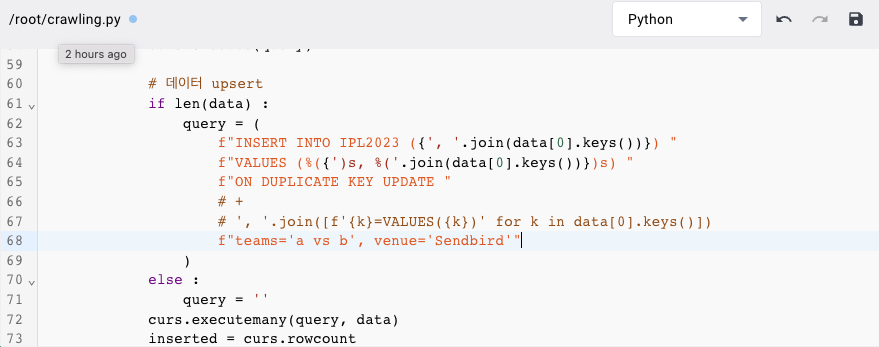 /root/crawling.py
Python
2 hours ago
59
60 # 데이터 upsert
61 if len(data) :
62 query = (
63 f"INSERT INTO IPL2023 ({', '.join(data[0].keys())}) "
64 f"VALUES (%({')s, %('.join(data[0].keys())})s) "
65 f"ON DUPLICATE KEY UPDATE "
66 # +
67 # ', '.join([f'{k}=VALUES({k})' for k in data[0].keys()])
68 f"teams='a vs b', venue='Sendbird'"
69 )
70 else :
71 query = ''
72 curs.executemany(query, data)
73 inserted = curs.rowcount